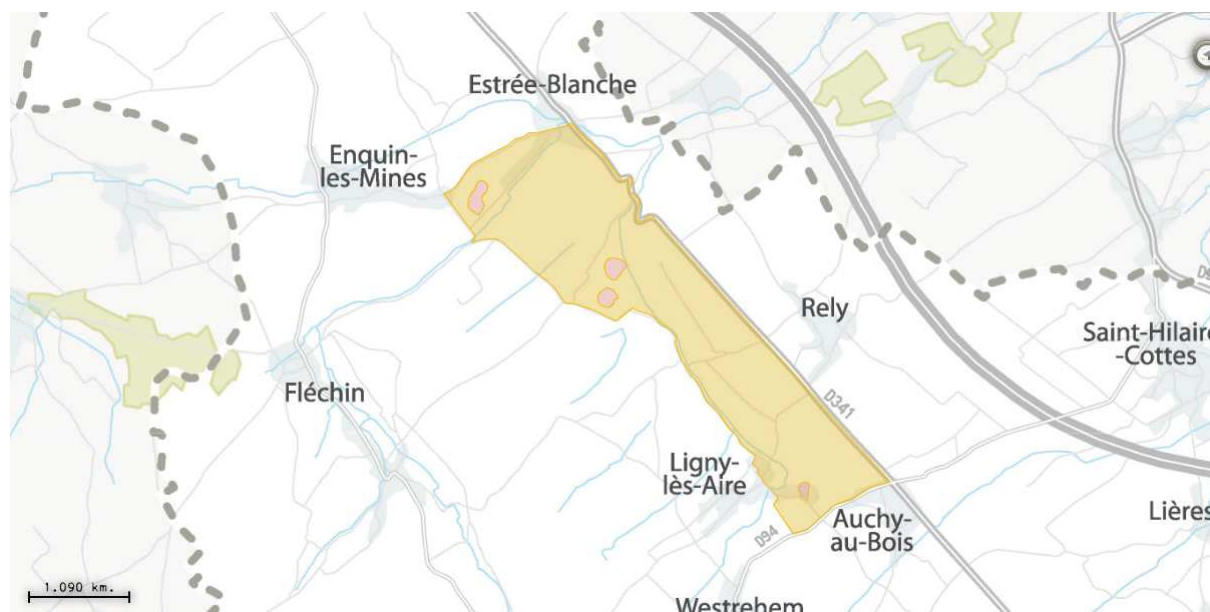 Estrée-Blanche
Enquin-
les-Mines
Rely
Saint-Hilaire
-Cottes
Fléchin
D341
Ligny-
lès-Aire
Auchy-
au-Bois
Lières
D94
1.090 km.
Westrehem